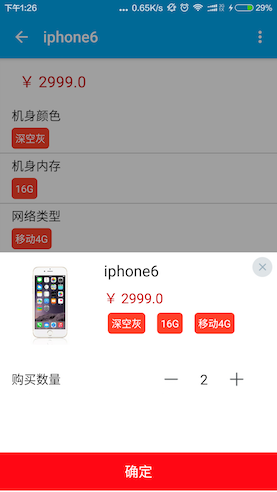 下午1:26 ... 0.65K/s 29%
iphone6
¥ 2999.0
机身颜色
深空灰
机身内存
16G
网络类型
移动4G
iphone6
¥ 2999.0
深空灰 16G 移动4G
购买数量 — 2 +
确定